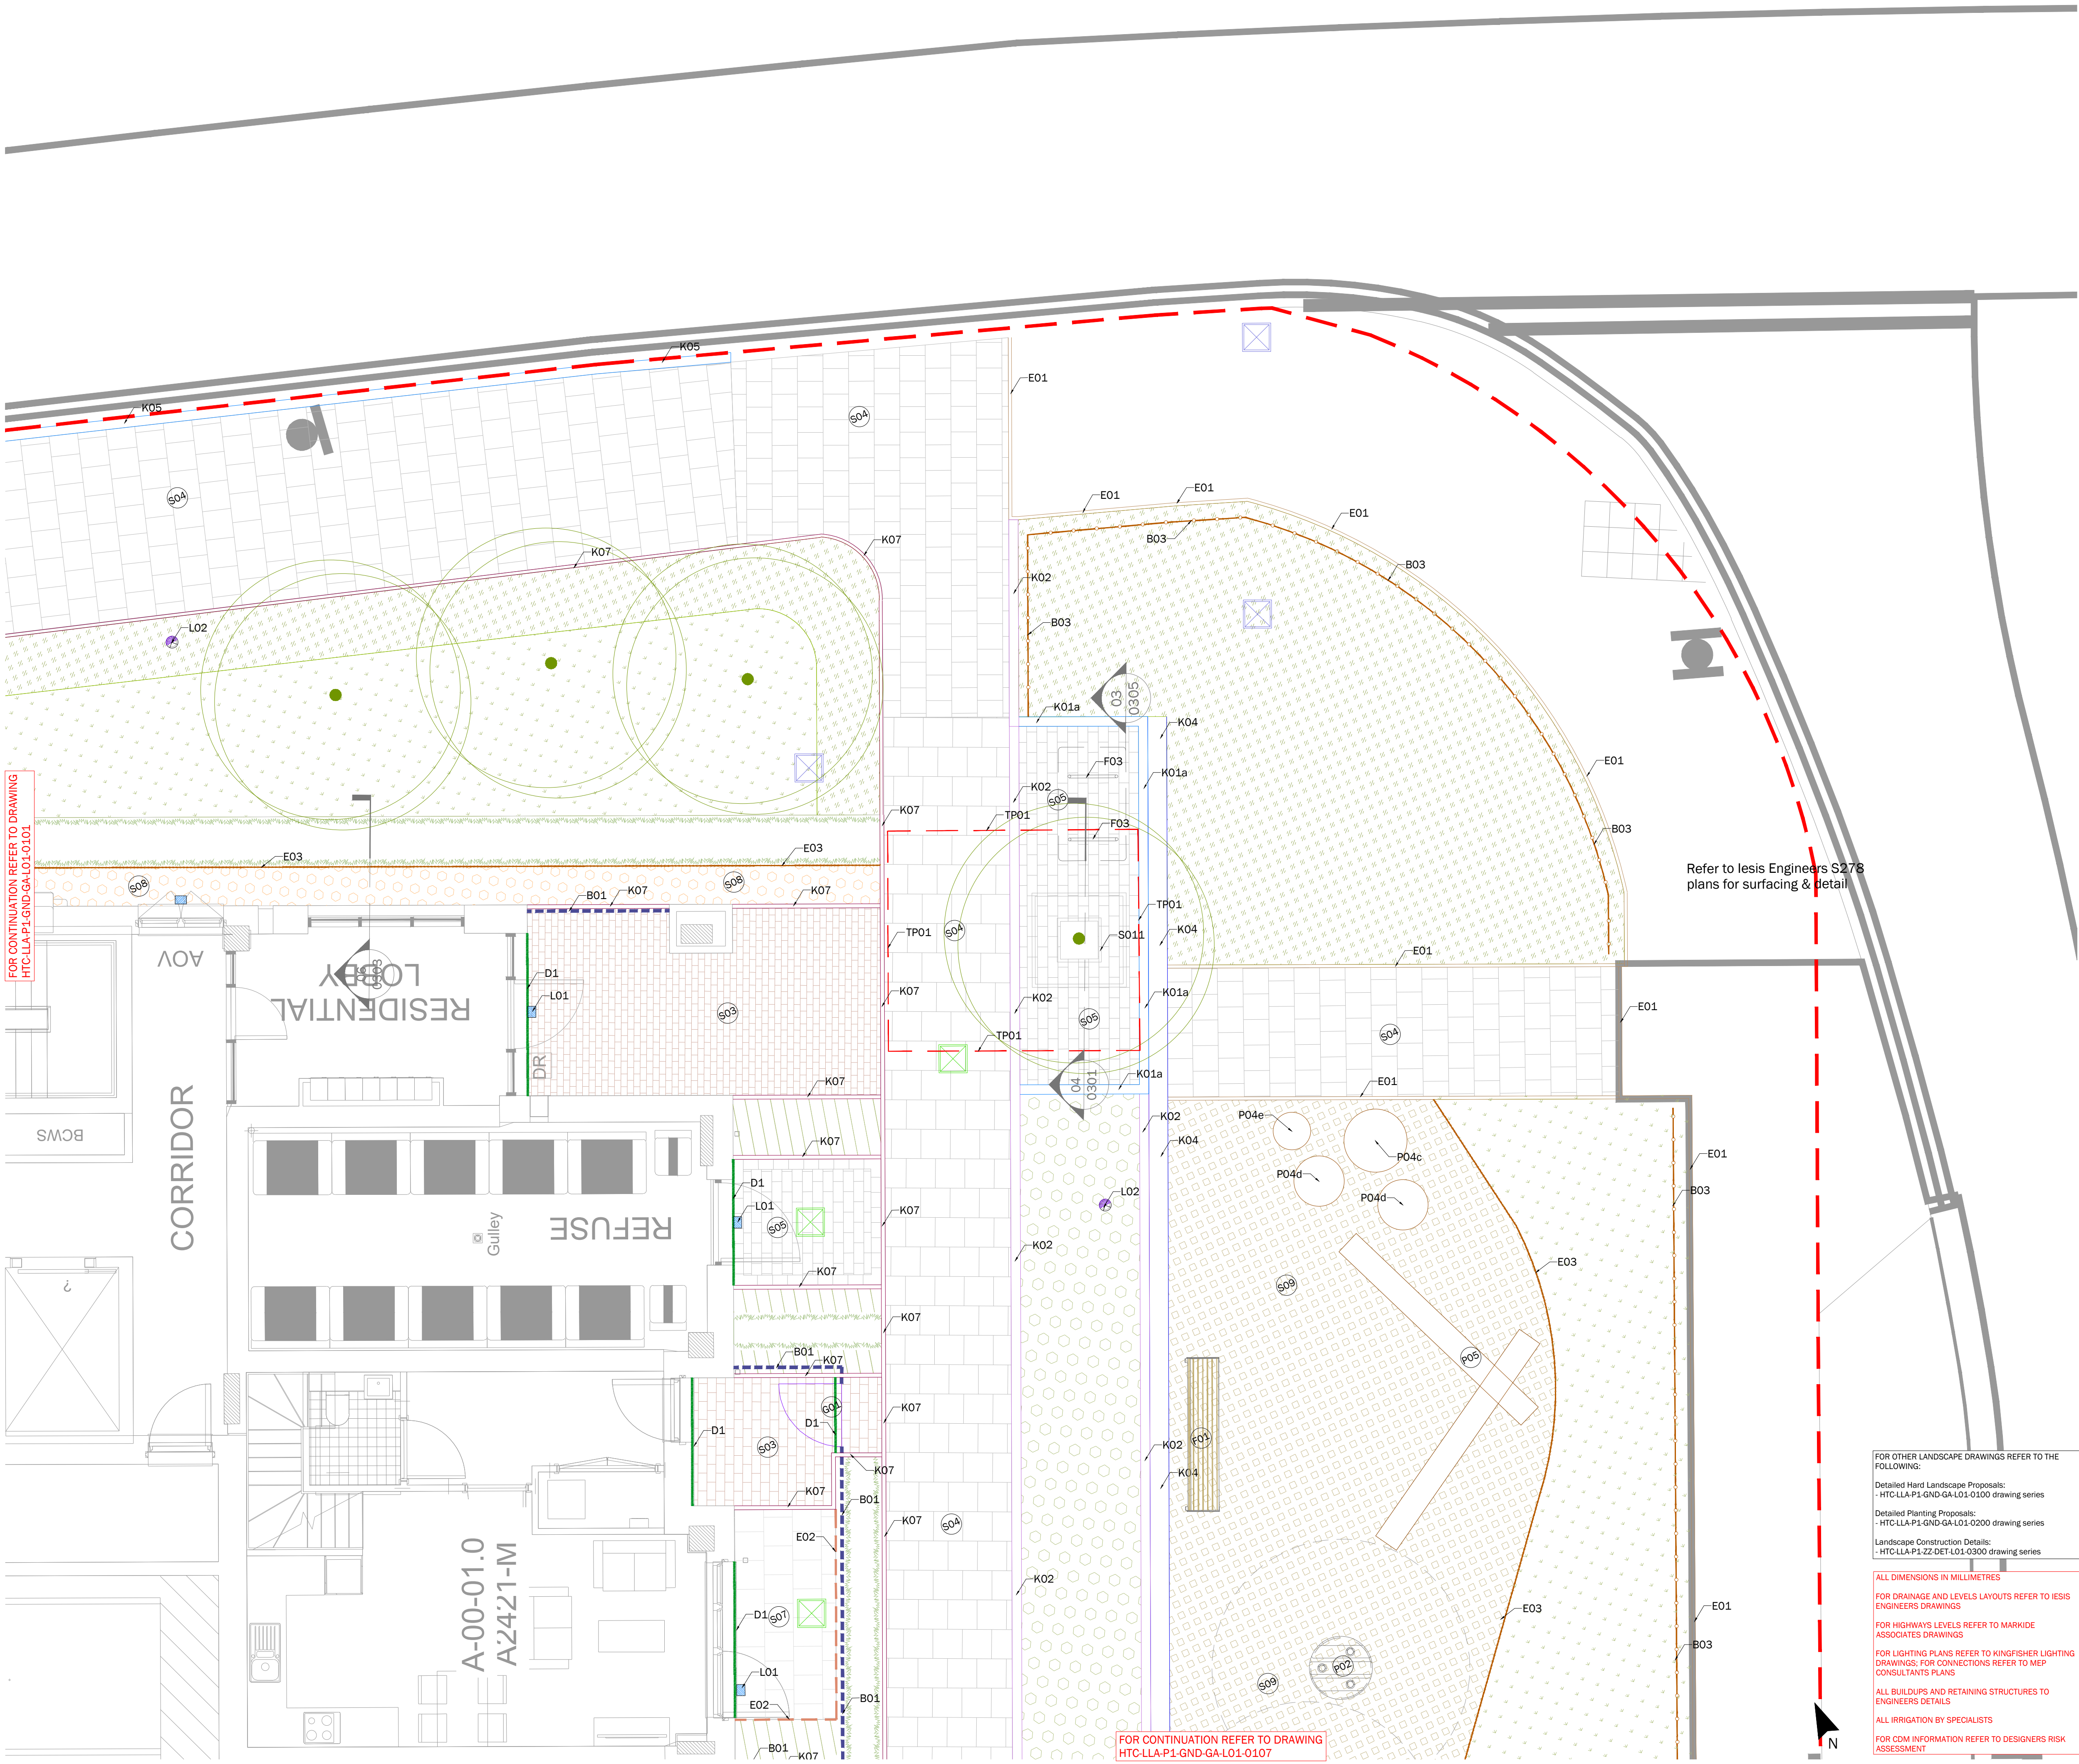 K05
K05
E01
S04
S04
E01
E01
E01
B03
K07
K07
B03
K02
B03
L02
03
0305
K01a
K04
F03
K01a
E01
K02
S05
TP01
F03
K07
B03
FOR CONTINUATION REFER TO DRAWING
HTC-LLA-P1-GND-GA-L01-0101
E03
E03
S08
S08
B01
K07
K07
Refer to Iesis Engineers S278
plans for surfacing & detail
TP01
TP01
S04
K04
S011
E01
AOV
RESIDENTIAL
LOBBY
06
0303
D1
L01
S03
K07
K02
K01a
E01
S05
S04
TP01
DR
K07
04
0301
K01a
E01
CORRIDOR
BCWS
K07
K02
K04
P04e
P04c
P04d
P04d
E01
B03
D1
L01
S05
K07
L02
REFUSE
Gulley
K02
?
K07
S09
E03
K07
B01
K07
P05
G01
D1
D1
S03
K07
K02
F01
K07
K04
K07
B01
K07
S04
E02
A-00-01.0
A2421-M
D1
S07
K02
E03
E01
B03
L01
E02
B01
S09
P02
B01
K07
FOR CONTINUATION REFER TO DRAWING
HTC-LLA-P1-GND-GA-L01-0107
FOR OTHER LANDSCAPE DRAWINGS REFER TO THE
FOLLOWING:
Detailed Hard Landscape Proposals:
- HTC-LLA-P1-GND-GA-L01-0100 drawing series
Detailed Planting Proposals:
- HTC-LLA-P1-GND-GA-L01-0200 drawing series
Landscape Construction Details:
- HTC-LLA-P1-ZZ-DET-L01-0300 drawing series
ALL DIMENSIONS IN MILLIMETRES
FOR DRAINAGE AND LEVELS LAYOUTS REFER TO IESIS
ENGINEERS DRAWINGS
FOR HIGHWAYS LEVELS REFER TO MARKIDE
ASSOCIATES DRAWINGS
FOR LIGHTING PLANS REFER TO KINGFISHER LIGHTING
DRAWINGS; FOR CONNECTIONS REFER TO MEP
CONSULTANTS PLANS
ALL BUILDUPS AND RETAINING STRUCTURES TO
ENGINEERS DETAILS
ALL IRRIGATION BY SPECIALISTS
FOR CDM INFORMATION REFER TO DESIGNERS RISK
ASSESSMENT
N